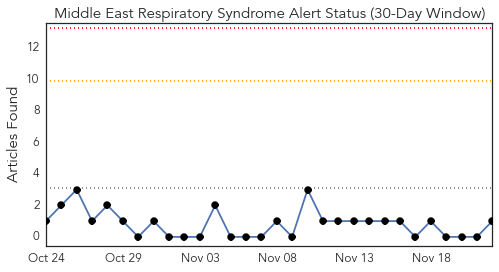 Middle East Respiratory Syndrome Alert Status (30-Day Window)
Articles Found
12
10
8
6
4
2
0
Oct 24 Oct 29 Nov 03 Nov 08 Nov 13 Nov 18